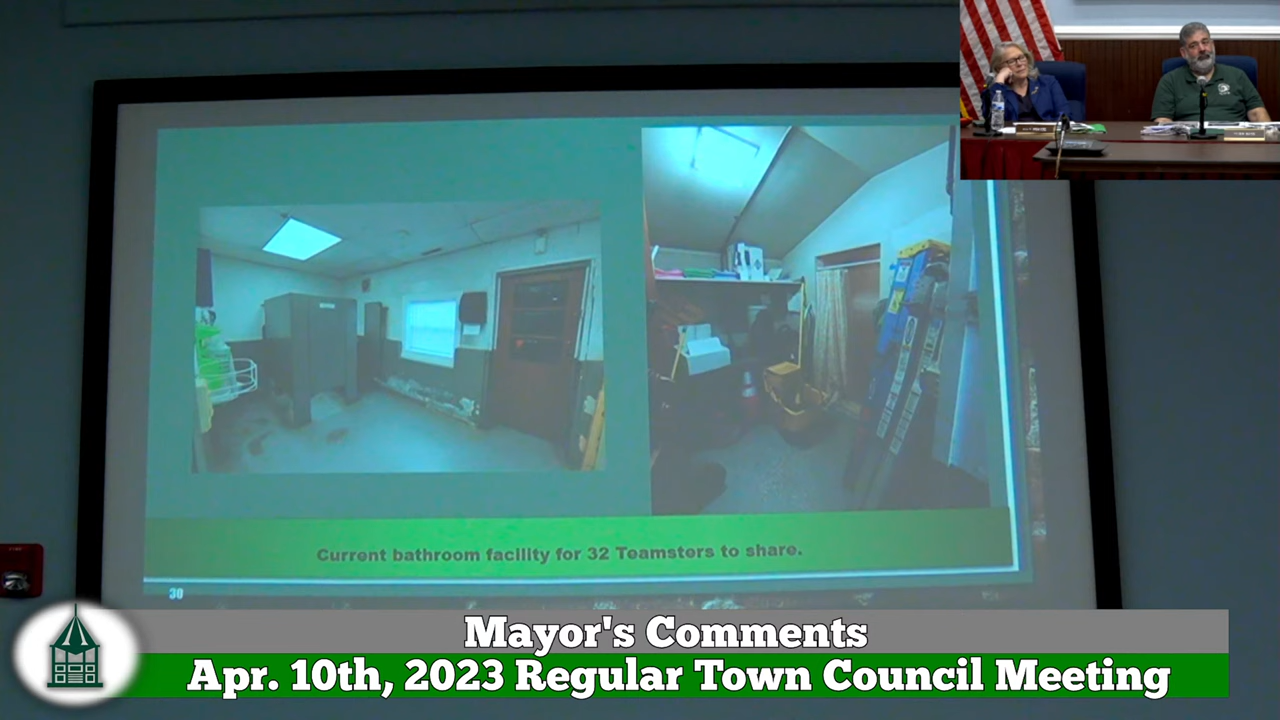 Current bathroom facility for 32 Teamsters to share.
30
Mayor's Comments
Apr. 10th, 2023 Regular Town Council Meeting